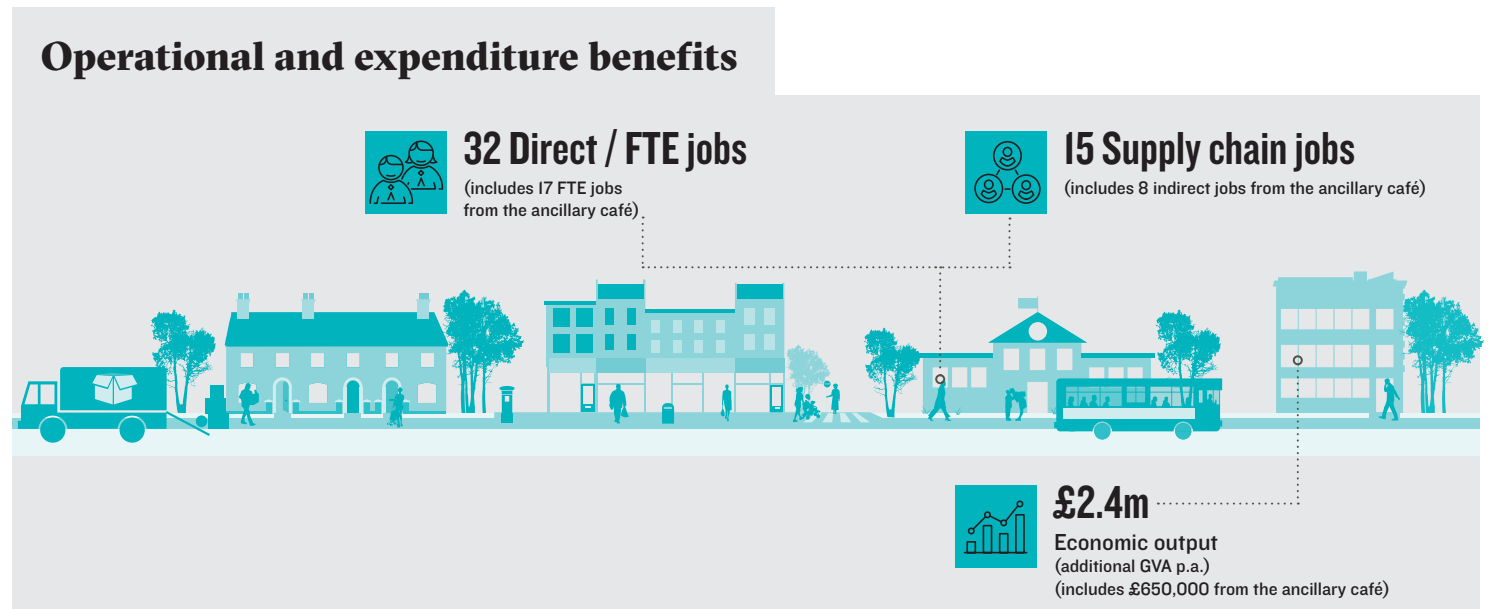 Operational and expenditure benefits
32 Direct / FTE jobs
(includes 17 FTE jobs
from the ancillary café)
15 Supply chain jobs
(includes 8 indirect jobs from the ancillary café)
£2.4m
Economic output
(additional GVA p.a.)
(includes £650,000 from the ancillary café)